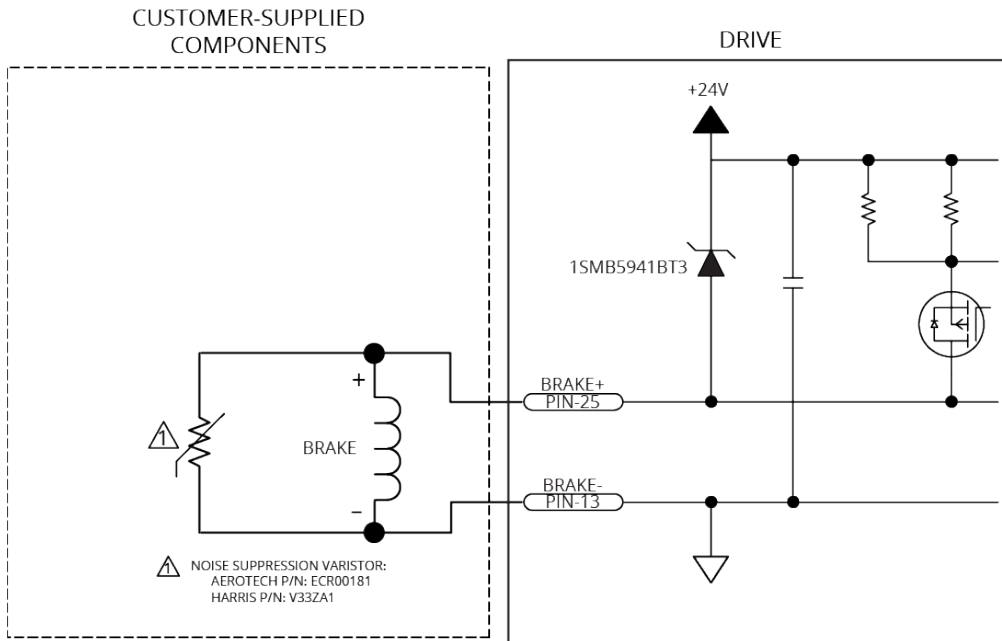 CUSTOMER-SUPPLIED
COMPONENTS
DRIVE
+24V
1SMB5941BT3
BRAKE+
PIN-25
+
1
BRAKE
BRAKE-
PIN-13
–
1 NOISE SUPPRESSION VARISTOR:
AEROTECH P/N: ECR00181
HARRIS P/N: V33ZA1